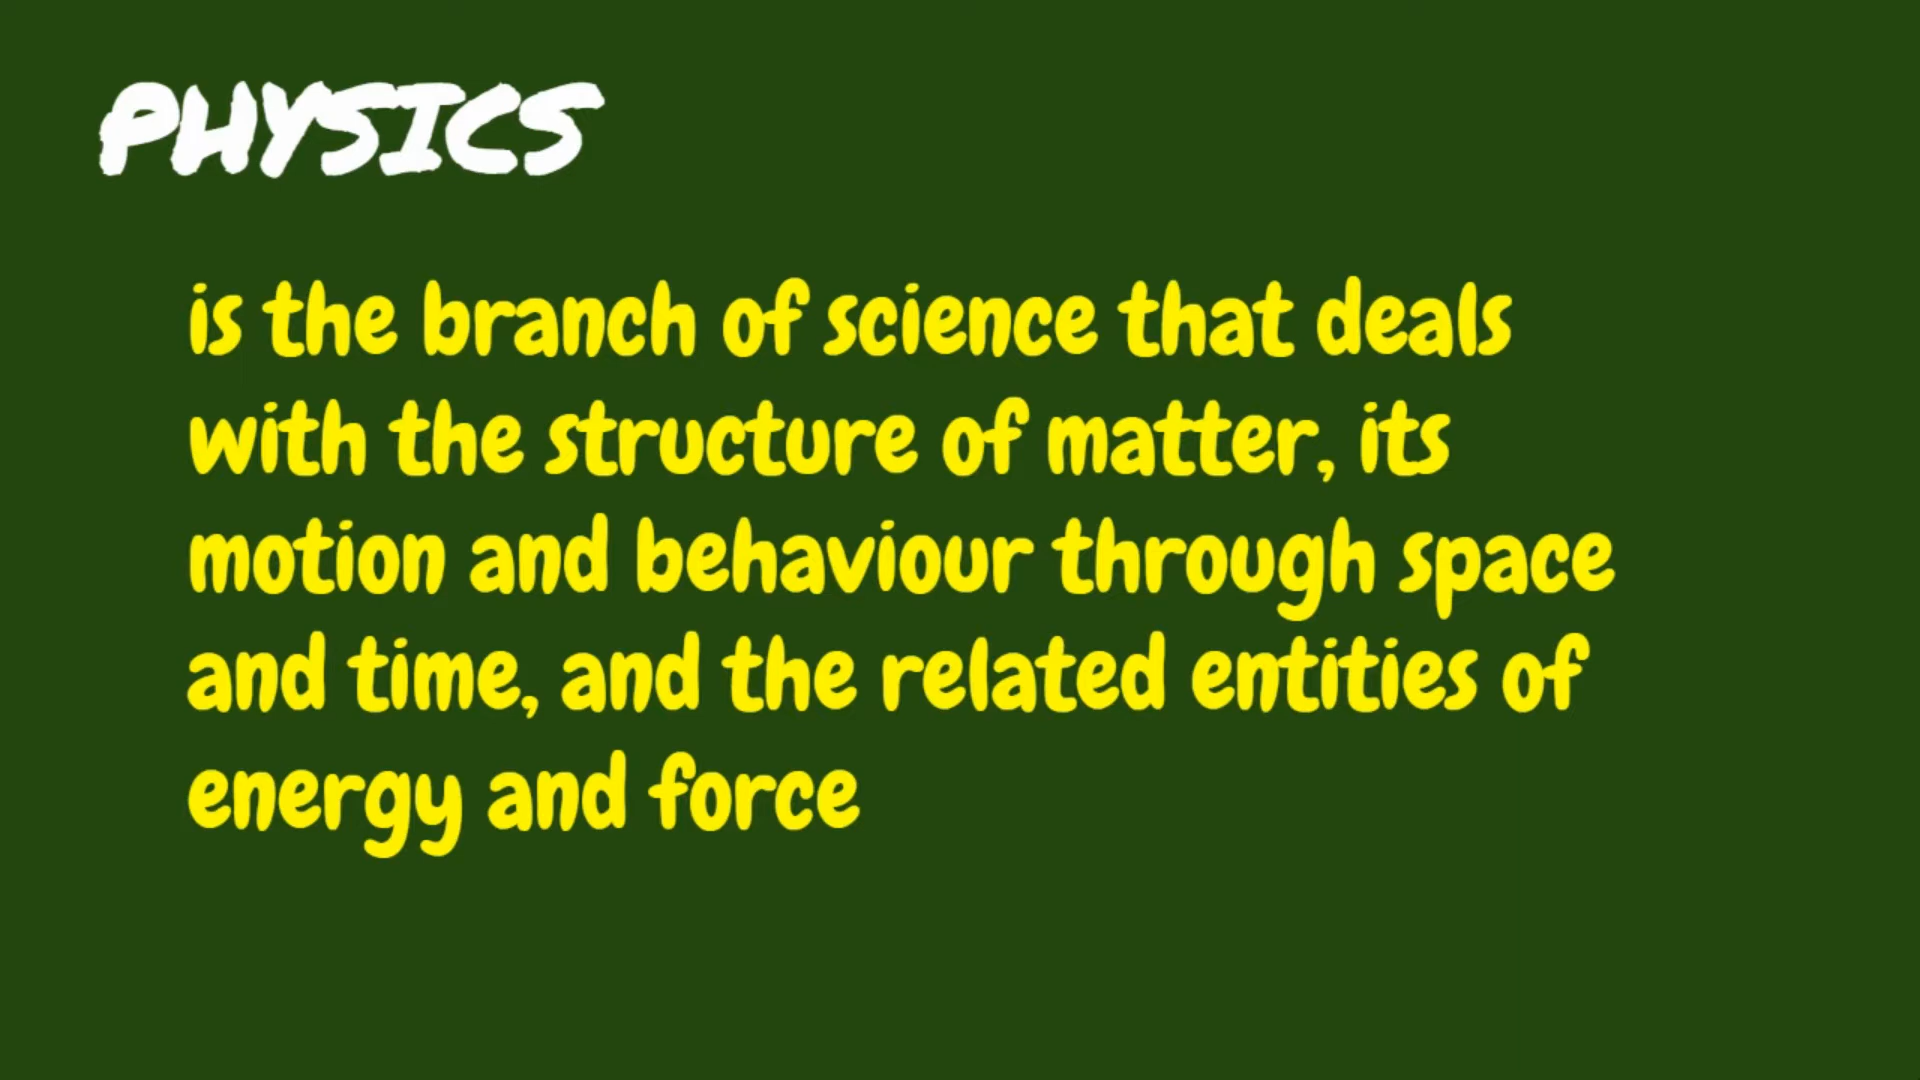 PHYSICS
is the branch of science that deals
with the structure of matter, its
motion and behaviour through space
and time, and the related entities of
energy and force